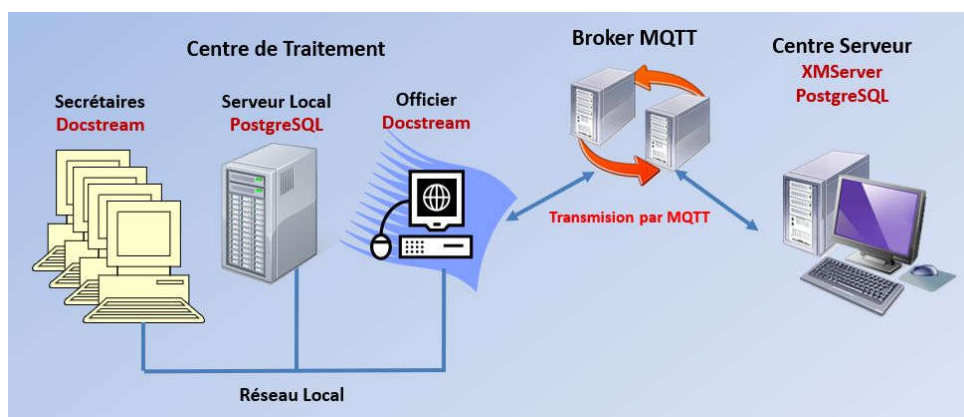 Centre de Traitement
Secrétaires
Docstream
Serveur Local
PostgreSQL
Officier
Docstream
Réseau Local
Broker MQTT
Transmision par MQTT
Centre Serveur
XMServer
PostgreSQL